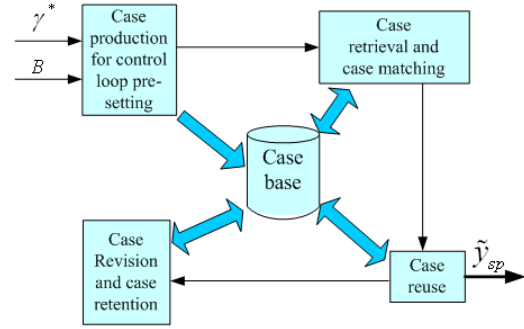 γ*
B
Case
production
for control
loop pre-
setting
Case
retrieval and
case matching
Case
base
Case
Revision
and case
retention
Case
reuse
ỹsp